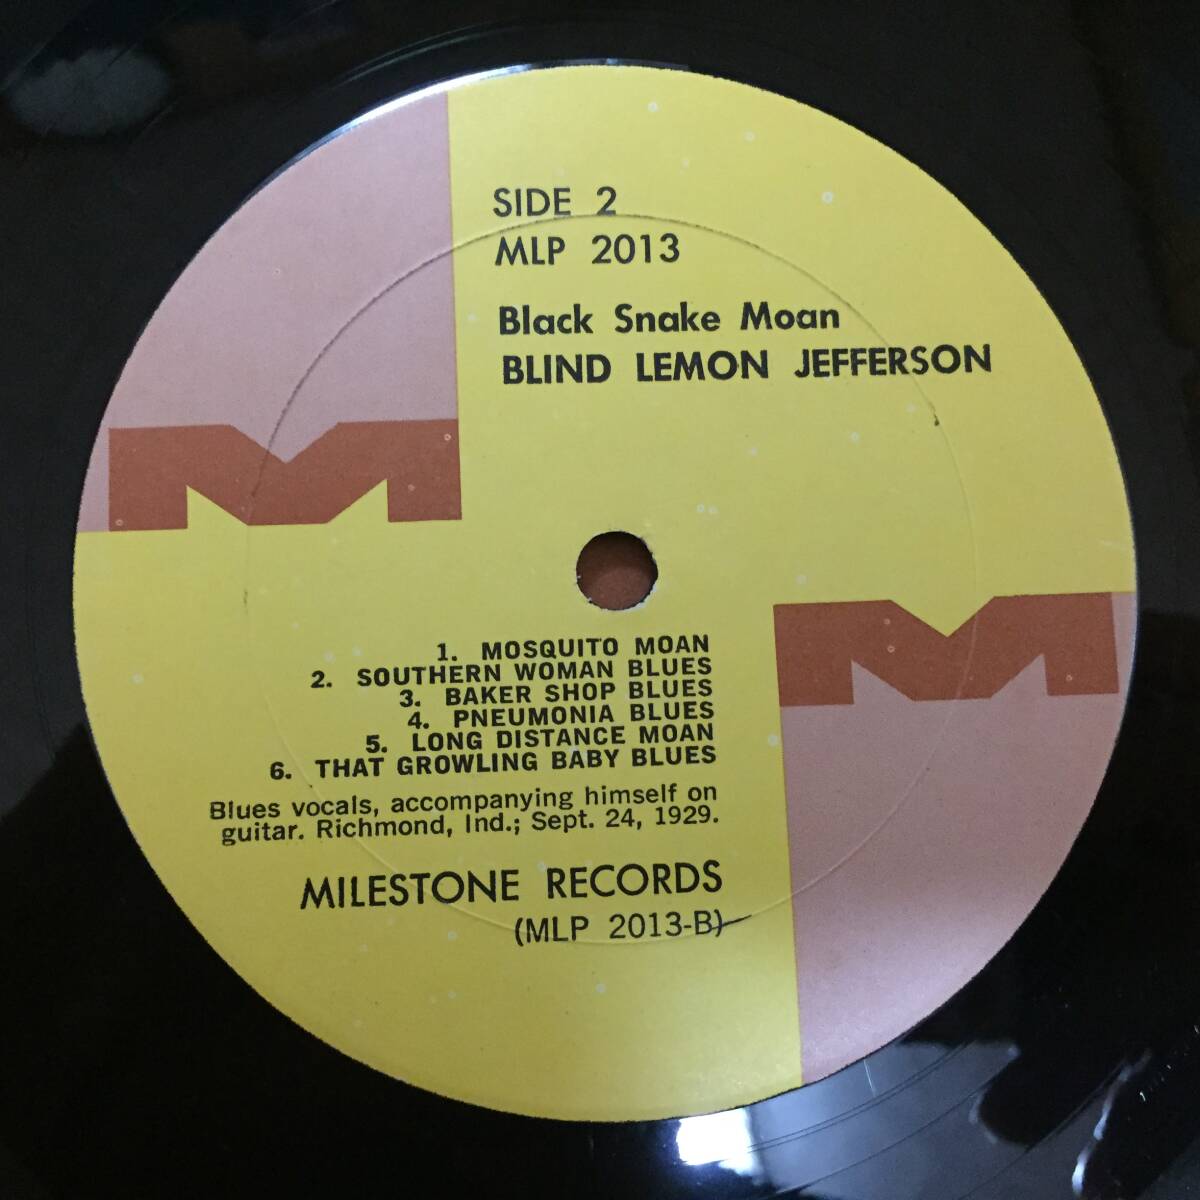 SIDE 2
MLP 2013
Black Snake Moan
BLIND LEMON JEFFERSON
1. MOSQUITO MOAN
2. SOUTHERN WOMAN BLUES
3. BAKER SHOP BLUES
4. PNEUMONIA BLUES
5. LONG DISTANCE MOAN
6. THAT GROWLING BABY BLUES
Blues vocals, accompanying himself on
guitar. Richmond, Ind.; Sept. 24, 1929.
MILESTONE RECORDS
(MLP 2013-B)